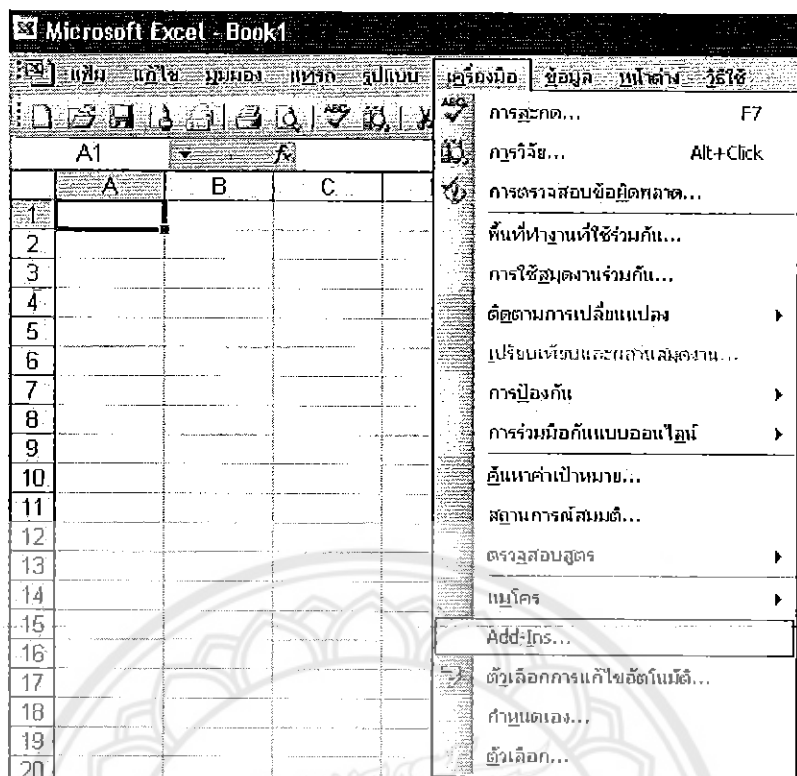 Microsoft Excel - Book1
แฟ้ม แก้ไข มุมมอง แทรก รูปแบบ เครื่องมือ ข้อมูล หน้าต่าง วิธีใช้
A1 fx
A B C
1
2
3
4
5
6
7
8
9
10
11
12
13
14
15
16
17
18
19
20
การสะกด... F7
การวิจัย... Alt+Click
การตรวจสอบข้อผิดพลาด...
พื้นที่ทำงานที่ใช้ร่วมกัน...
การใช้สมุดงานร่วมกัน...
ติดตามการเปลี่ยนแปลง
เปรียบเทียบและผสานสมุดงาน...
การป้องกัน
การร่วมมือกันแบบออนไลน์
ค้นหาค่าเป้าหมาย...
สถานการณ์สมมติ...
ตรวจสอบสูตร
แมโคร
Add-Ins...
ตัวเลือกการแก้ไขอัตโนมัติ...
กำหนดเอง...
ตัวเลือก...